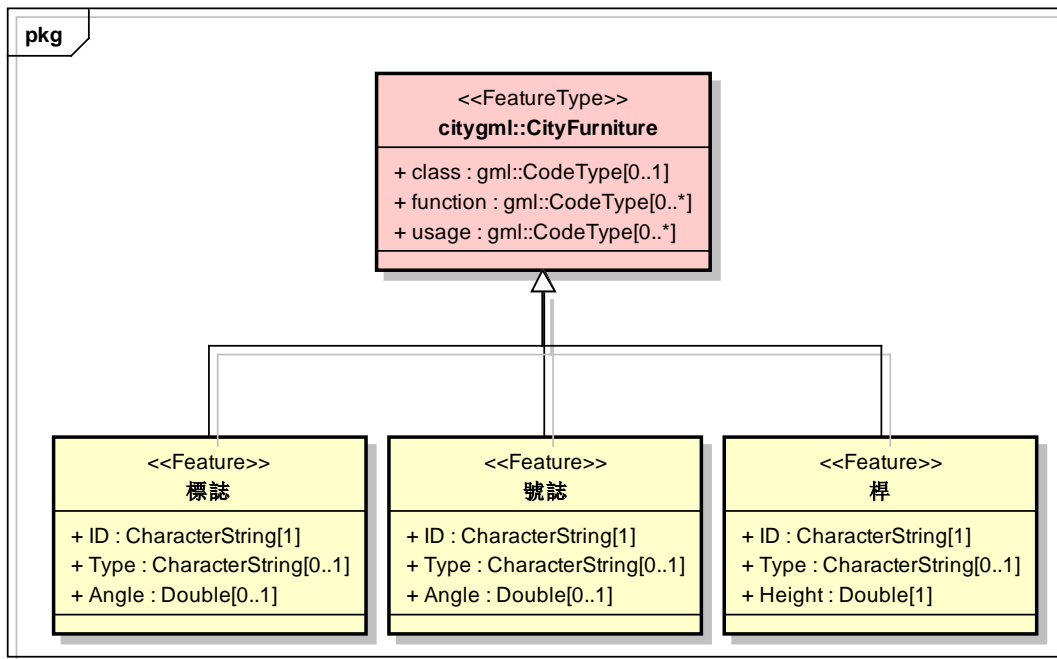 pkg
<<FeatureType>>
citygml::CityFurniture
+ class : gml::CodeType[0..1]
+ function : gml::CodeType[0..*]
+ usage : gml::CodeType[0..*]
<<Feature>>
標誌
+ ID : CharacterString[1]
+ Type : CharacterString[0..1]
+ Angle : Double[0..1]
<<Feature>>
號誌
+ ID : CharacterString[1]
+ Type : CharacterString[0..1]
+ Angle : Double[0..1]
<<Feature>>
桿
+ ID : CharacterString[1]
+ Type : CharacterString[0..1]
+ Height : Double[1]